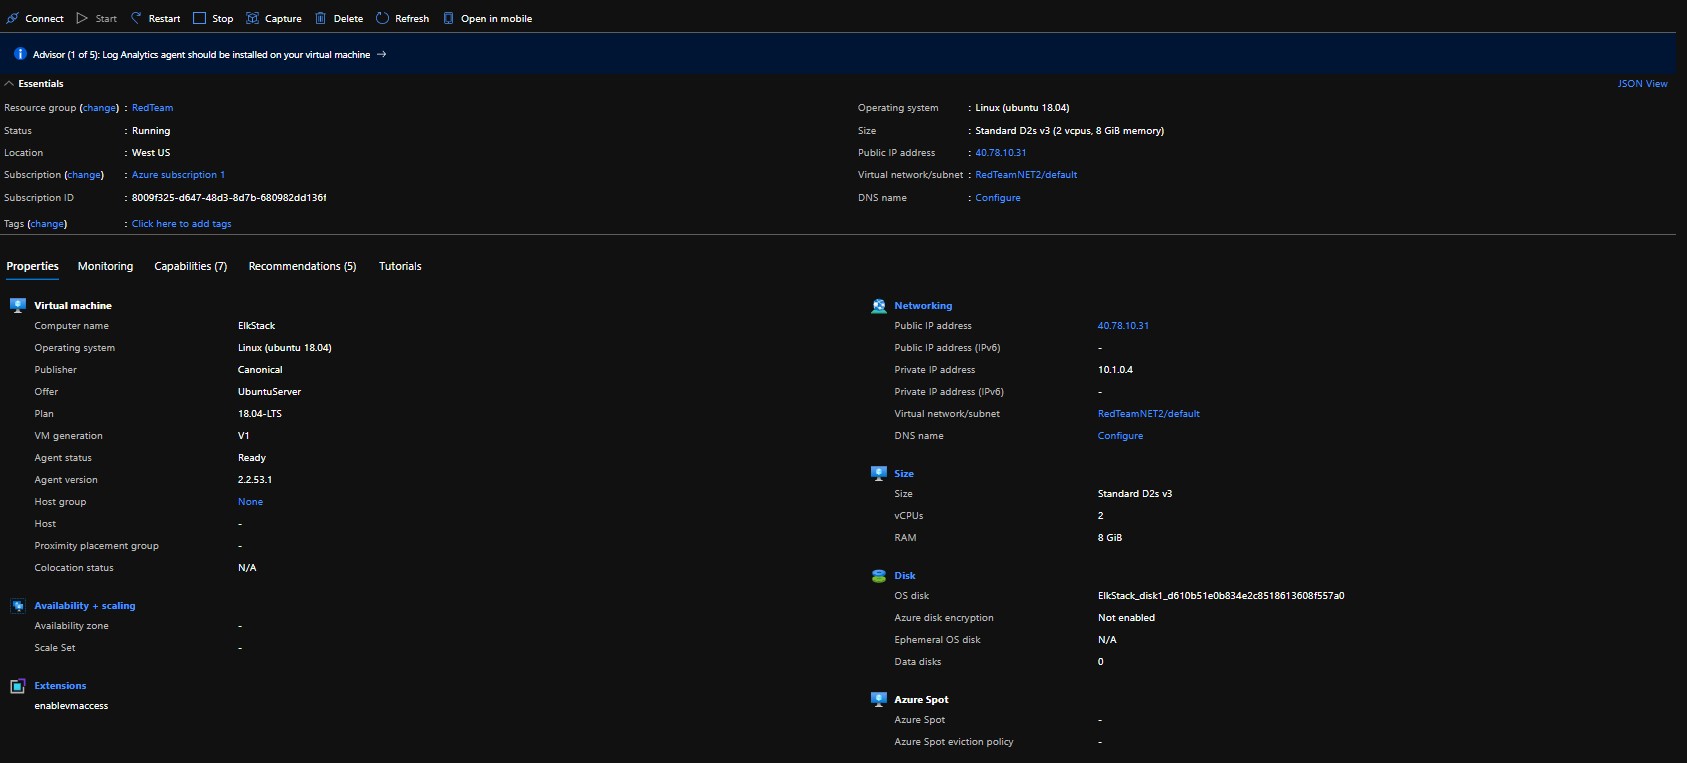 Connect Start Restart Stop Capture Delete Refresh Open in mobile
Advisor (1 of 5): Log Analytics agent should be installed on your virtual machine →
Essentials
JSON View
Resource group (change) : RedTeam
Status : Running
Location : West US
Subscription (change) : Azure subscription 1
Subscription ID : 8009f325-d647-48d3-8d7b-680982dd136f
Tags (change) : Click here to add tags
Operating system : Linux (ubuntu 18.04)
Size : Standard D2s v3 (2 vcpus, 8 GiB memory)
Public IP address : 40.78.10.31
Virtual network/subnet : RedTeamNET2/default
DNS name : Configure
Properties Monitoring Capabilities (7) Recommendations (5) Tutorials
Virtual machine
Computer name ElkStack
Operating system Linux (ubuntu 18.04)
Publisher Canonical
Offer UbuntuServer
Plan 18.04-LTS
VM generation V1
Agent status Ready
Agent version 2.2.53.1
Host group None
Host -
Proximity placement group -
Colocation status N/A
Availability + scaling
Availability zone -
Scale Set -
Extensions
enablevmaccess
Networking
Public IP address 40.78.10.31
Public IP address (IPv6) -
Private IP address 10.1.0.4
Private IP address (IPv6) -
Virtual network/subnet RedTeamNET2/default
DNS name Configure
Size
Size Standard D2s v3
vCPUs 2
RAM 8 GiB
Disk
OS disk ElkStack_disk1_d610b51e0b834e2c8518613608f557a0
Azure disk encryption Not enabled
Ephemeral OS disk N/A
Data disks 0
Azure Spot
Azure Spot -
Azure Spot eviction policy -